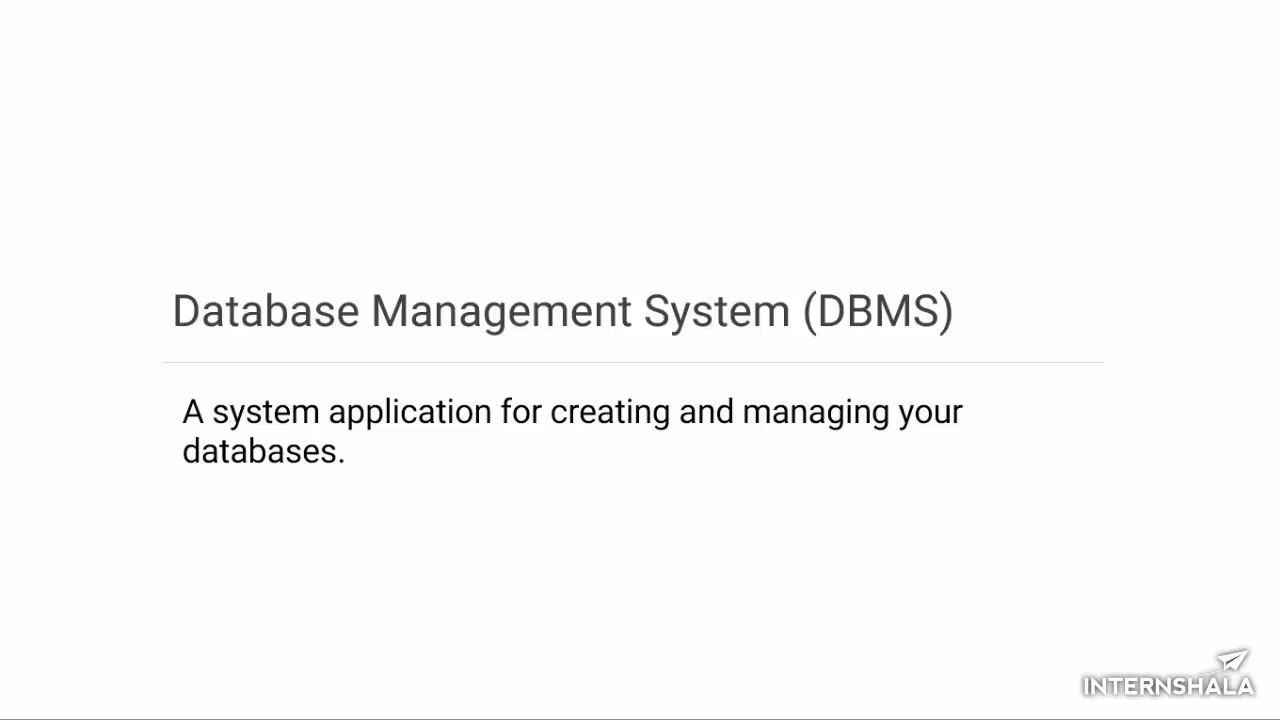 Database Management System (DBMS)
A system application for creating and managing your
databases.
INTERNSHALA